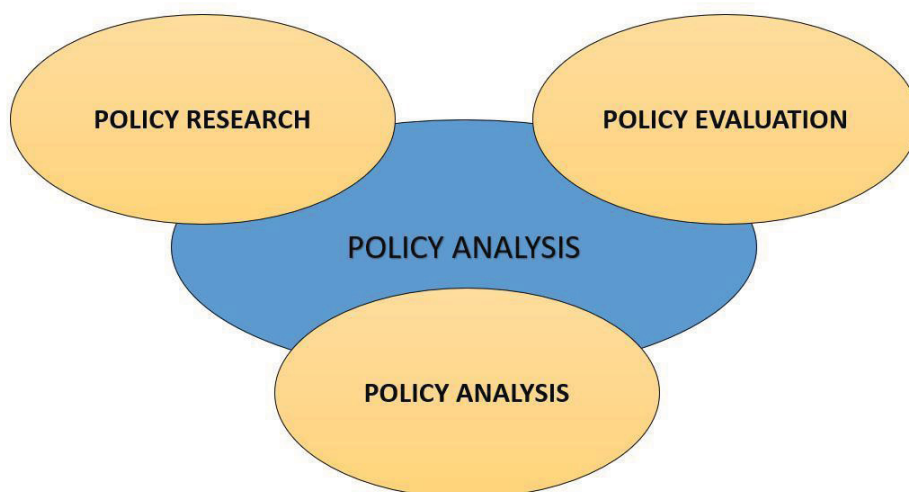 POLICY RESEARCH
POLICY EVALUATION
POLICY ANALYSIS
POLICY ANALYSIS